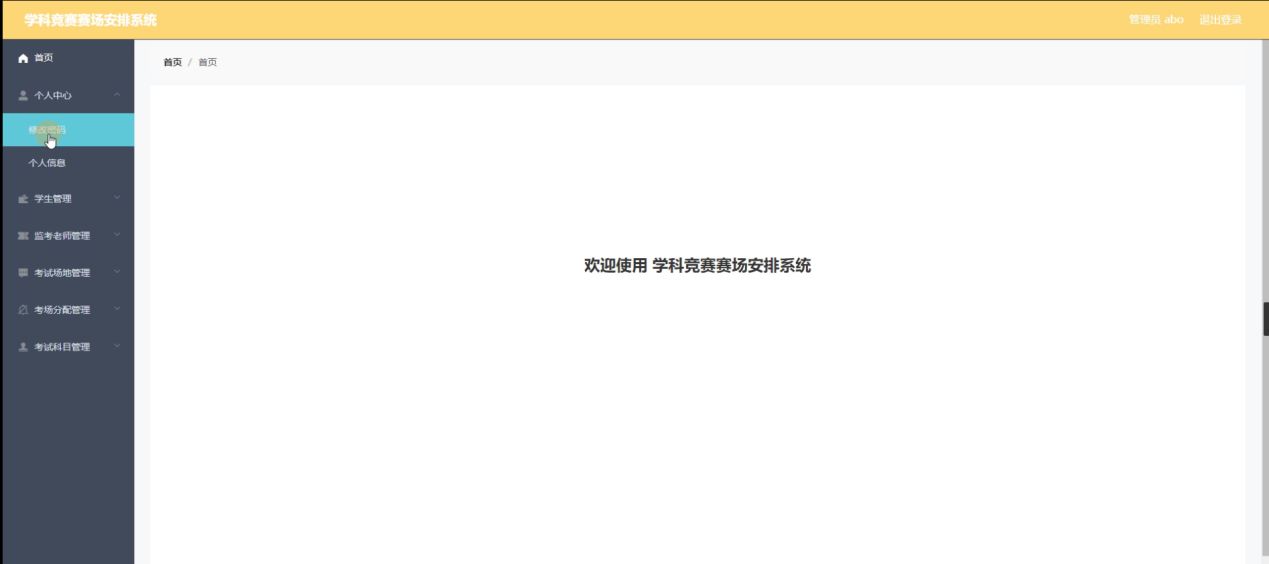 学科竞赛赛场安排系统
管理员 abo 退出登录
首页
首页 / 首页
个人中心
修改密码
个人信息
学生管理
监考老师管理
欢迎使用 学科竞赛赛场安排系统
考试场地管理
考场分配管理
考试科目管理